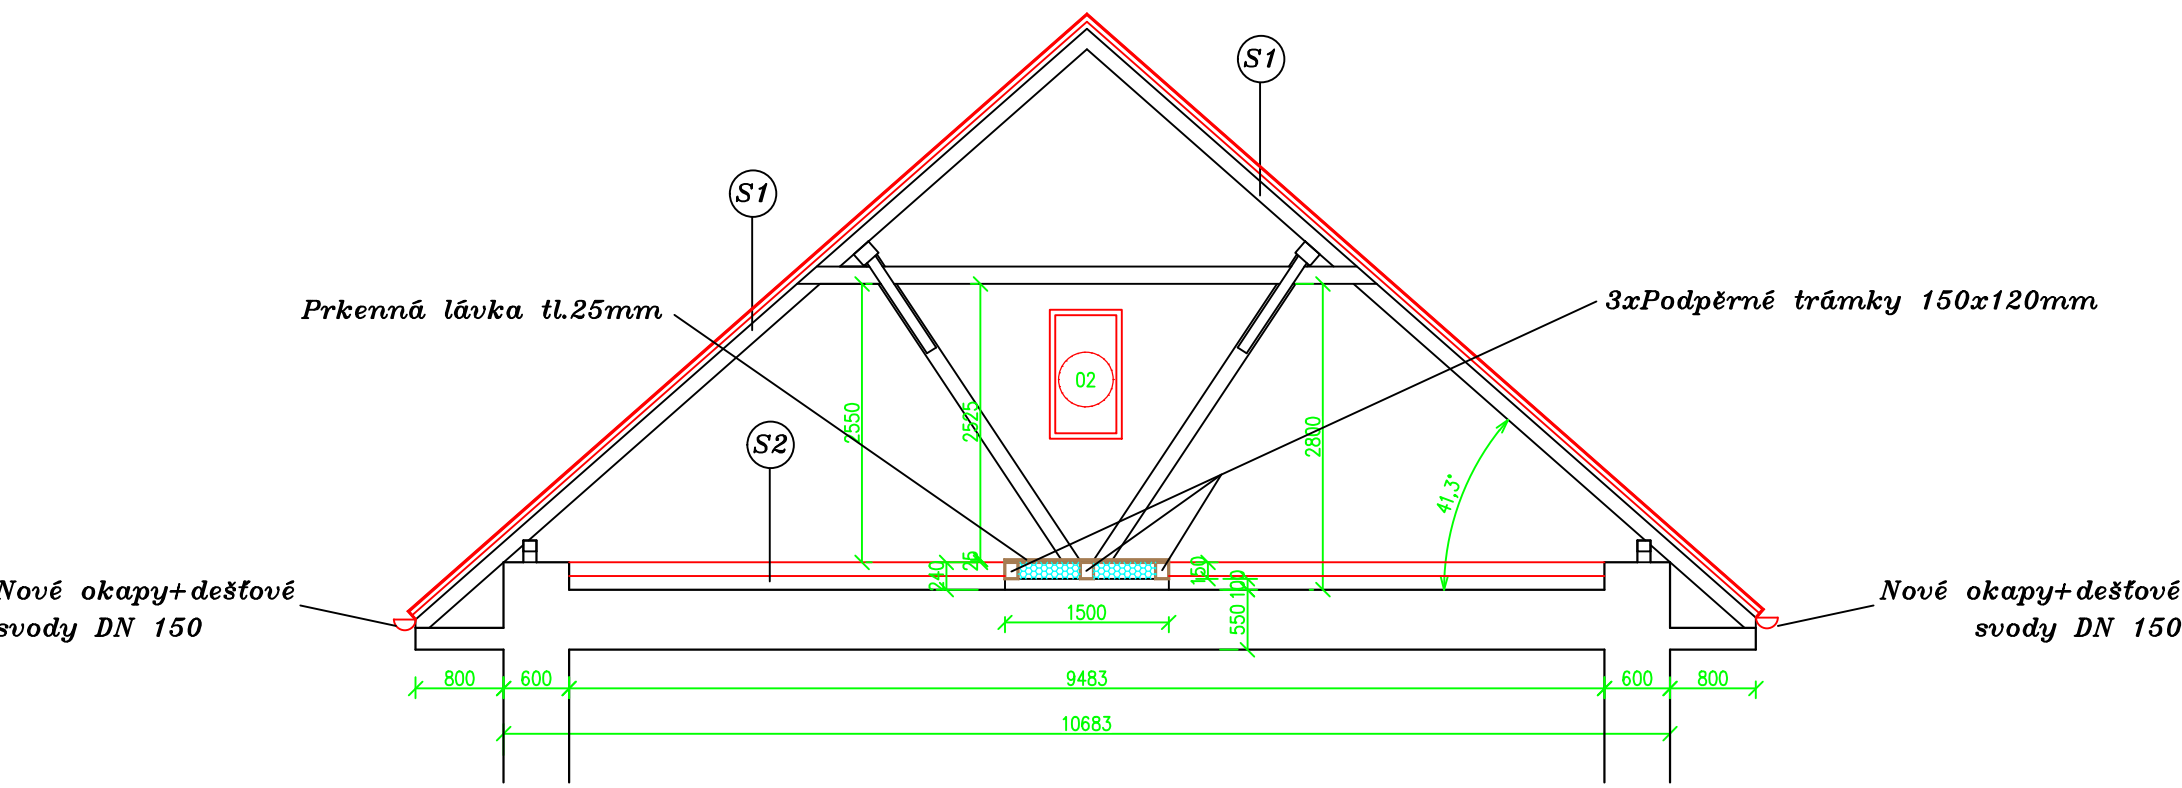 S1
S1
Prkenná lávka tl.25mm
3xPodpěrné trámky 150x120mm
02
2550
2525
2800
S2
41,3°
25
240
150
100
Nové okapy+dešťové
svody DN 150
Nové okapy+dešťové
svody DN 150
1500
550
800
600
9483
600
800
10683